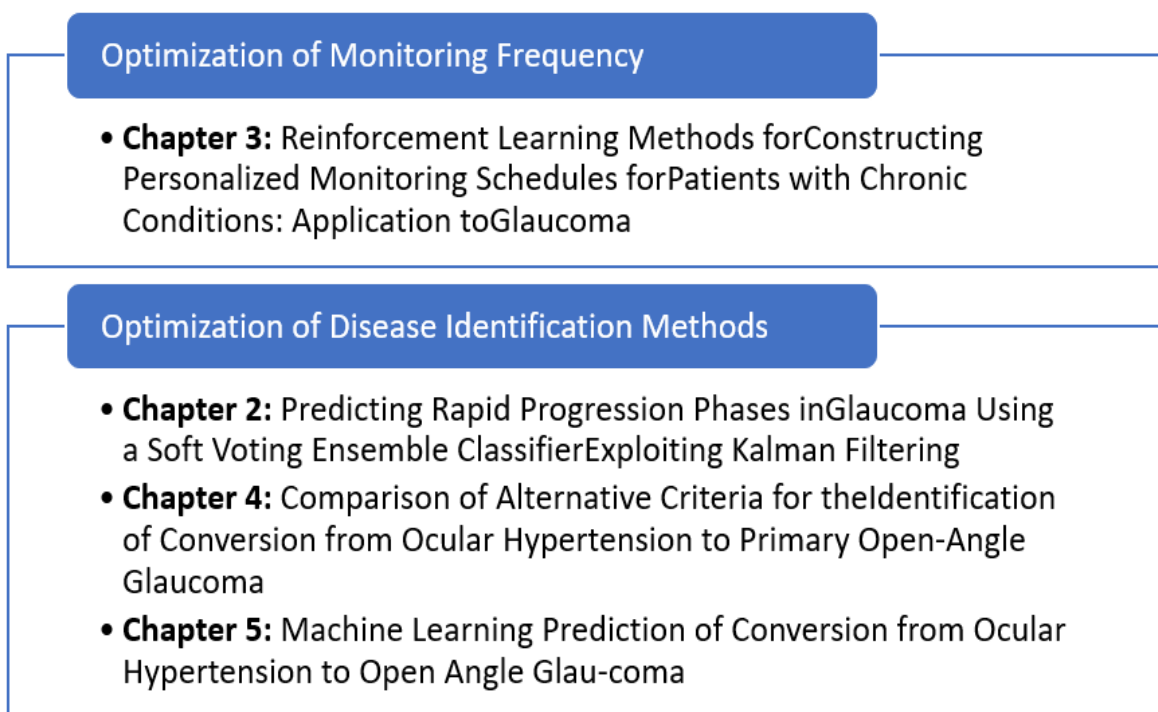 Optimization of Monitoring Frequency
• Chapter 3: Reinforcement Learning Methods forConstructing
Personalized Monitoring Schedules forPatients with Chronic
Conditions: Application toGlaucoma
Optimization of Disease Identification Methods
• Chapter 2: Predicting Rapid Progression Phases inGlaucoma Using
a Soft Voting Ensemble ClassifierExploiting Kalman Filtering
• Chapter 4: Comparison of Alternative Criteria for theIdentification
of Conversion from Ocular Hypertension to Primary Open-Angle
Glaucoma
• Chapter 5: Machine Learning Prediction of Conversion from Ocular
Hypertension to Open Angle Glau-coma